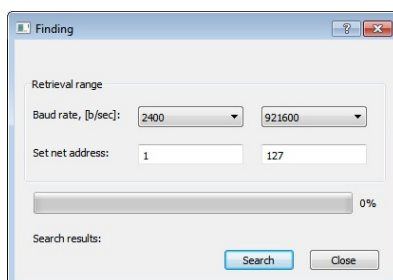 Finding
Retrieval range
Baud rate, [b/sec]: 2400 921600
Set net address: 1 127
0%
Search results:
Search Close